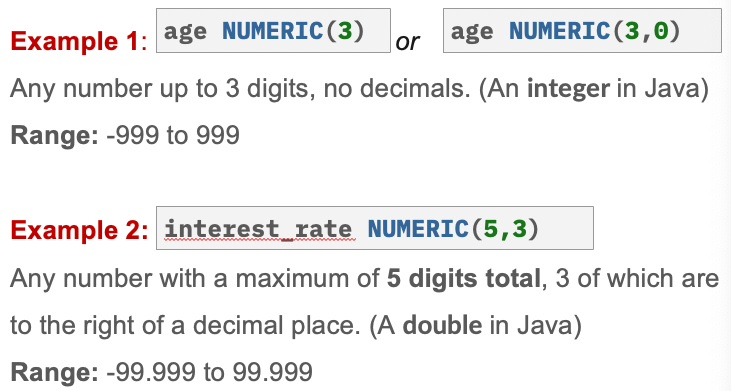 Example 1: age NUMERIC(3) or age NUMERIC(3,0)
Any number up to 3 digits, no decimals. (An integer in Java)
Range: -999 to 999
Example 2: interest_rate NUMERIC(5,3)
Any number with a maximum of 5 digits total, 3 of which are
to the right of a decimal place. (A double in Java)
Range: -99.999 to 99.999